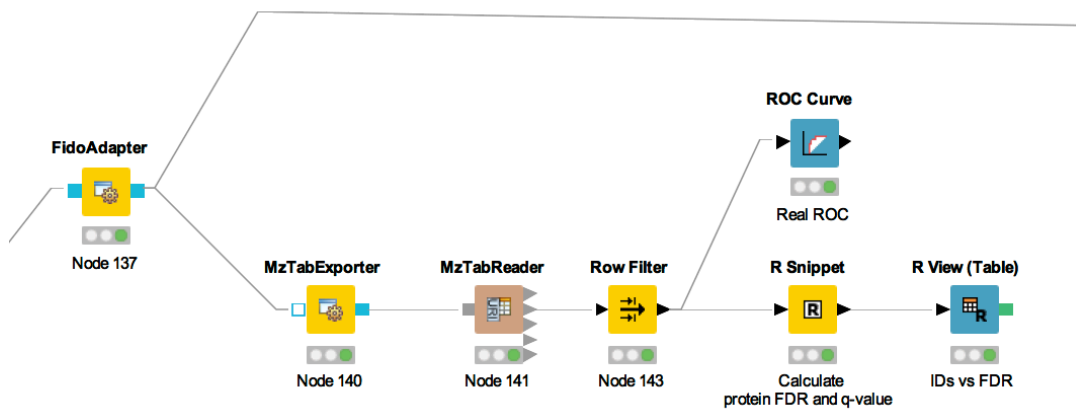 ROC Curve
FidoAdapter
Real ROC
Node 137
MzTabExporter
MzTabReader
Row Filter
R Snippet
R View (Table)
URI
R
R
Node 140
Node 141
Node 143
Calculate
protein FDR and q-value
IDs vs FDR